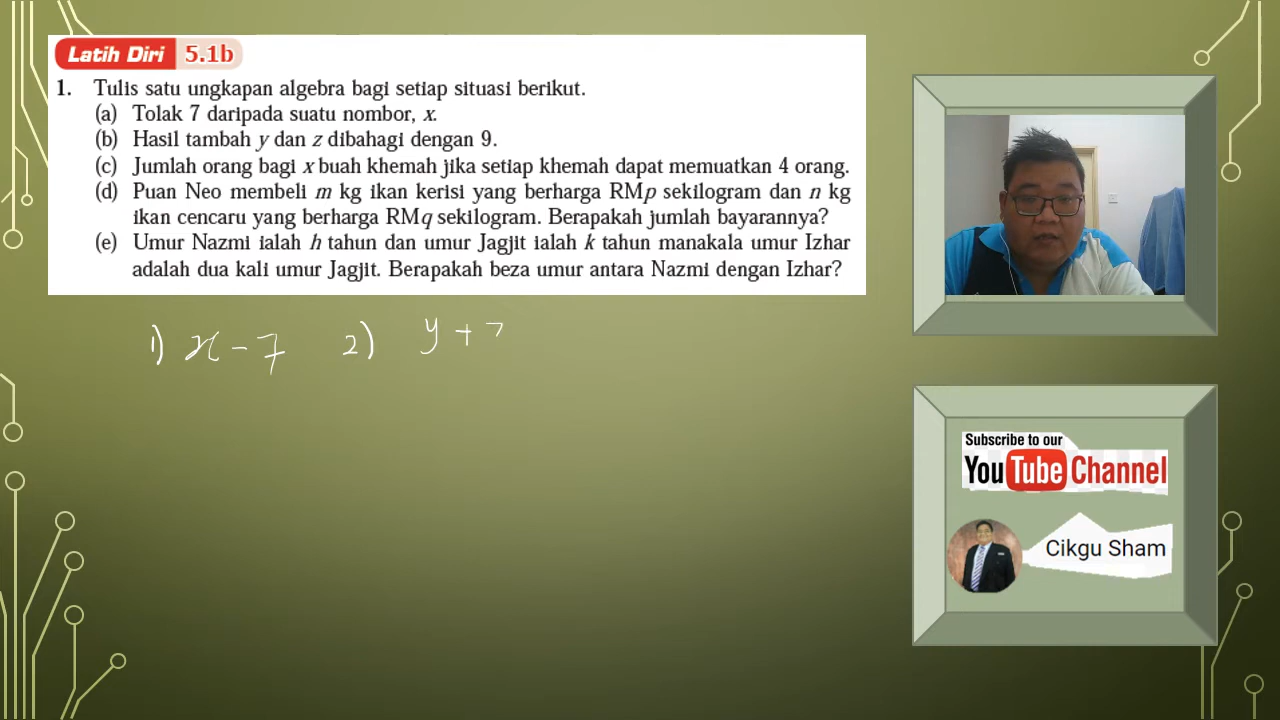 Latih Diri 5.1b
1. Tulis satu ungkapan algebra bagi setiap situasi berikut.
(a) Tolak 7 daripada suatu nombor, x.
(b) Hasil tambah y dan z dibahagi dengan 9.
(c) Jumlah orang bagi x buah khemah jika setiap khemah dapat memuatkan 4 orang.
(d) Puan Neo membeli m kg ikan kerisi yang berharga RMp sekilogram dan n kg
ikan cencaru yang berharga RMq sekilogram. Berapakah jumlah bayarannya?
(e) Umur Nazmi ialah h tahun dan umur Jagjit ialah k tahun manakala umur Izhar
adalah dua kali umur Jagjit. Berapakah beza umur antara Nazmi dengan Izhar?
1) x - 7 2) y +
Subscribe to our
YouTube Channel
Cikgu Sham